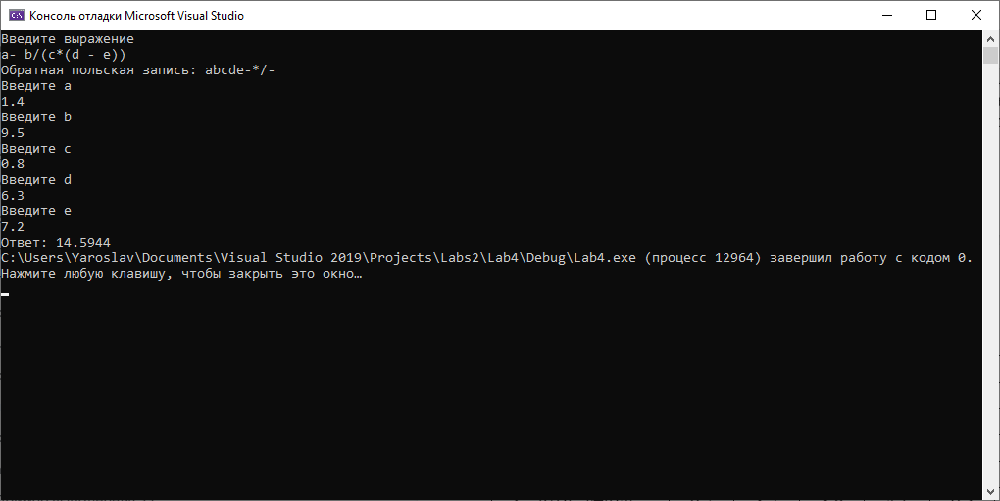 Консоль отладки Microsoft Visual Studio
Введите выражение
a- b/(c*(d - e))
Обратная польская запись: abcde-*/-
Введите a
1.4
Введите b
9.5
Введите c
0.8
Введите d
6.3
Введите e
7.2
Ответ: 14.5944
C:\Users\Yaroslav\Documents\Visual Studio 2019\Projects\Labs2\Lab4\Debug\Lab4.exe (процесс 12964) завершил работу с кодом 0.
Нажмите любую клавишу, чтобы закрыть это окно…